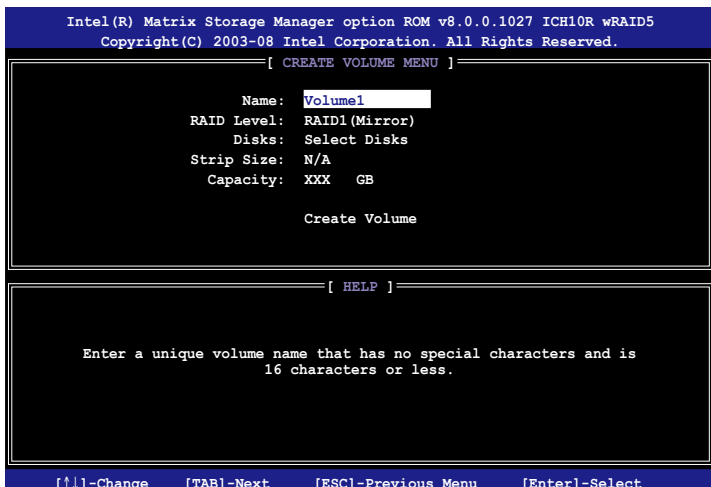 Intel(R) Matrix Storage Manager option ROM v8.0.0.1027 ICH10R wRAID5
Copyright(C) 2003-08 Intel Corporation. All Rights Reserved.
[ CREATE VOLUME MENU ]
Name: Volume1
RAID Level: RAID1(Mirror)
Disks: Select Disks
Strip Size: N/A
Capacity: XXX GB
Create Volume
[ HELP ]
Enter a unique volume name that has no special characters and is
16 characters or less.
[↑↓]-Change [TAB]-Next [ESC]-Previous Menu [Enter]-Select